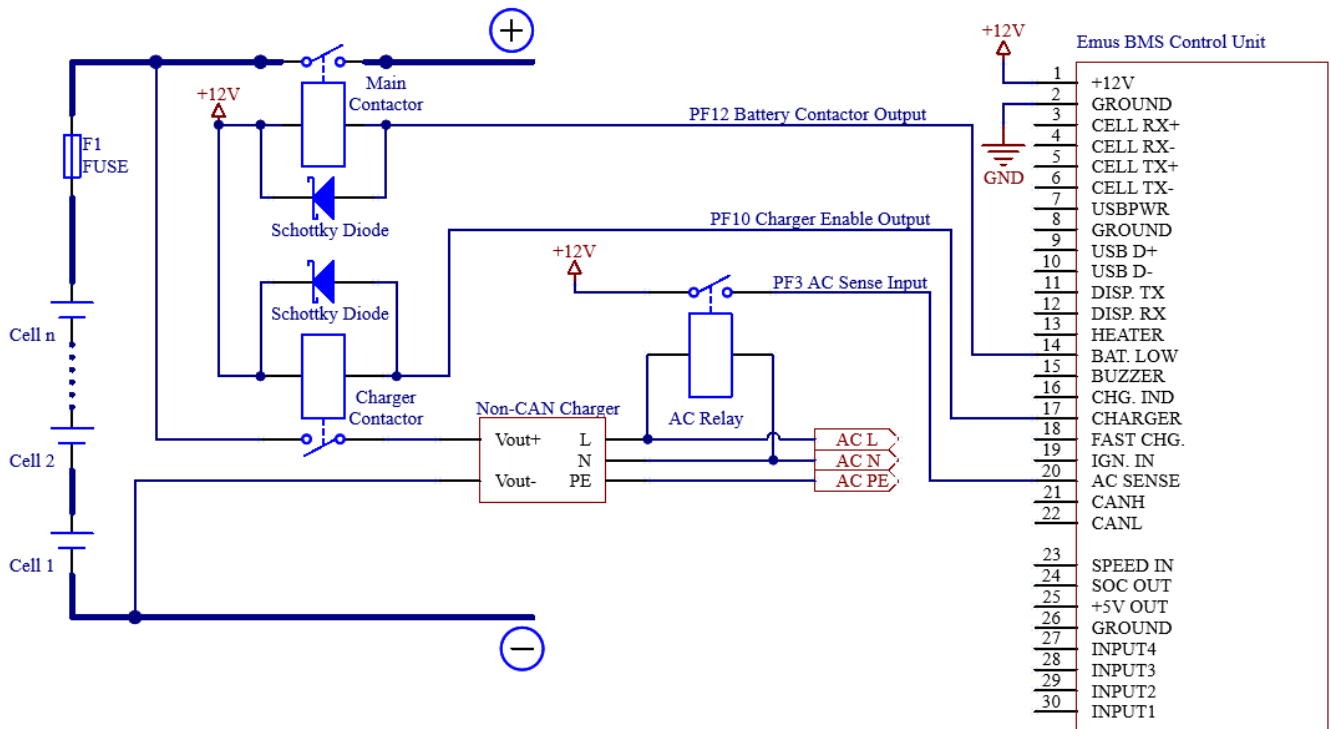 +12V
Emus BMS Control Unit
Main
Contactor
+12V
PF12 Battery Contactor Output
F1
FUSE
GND
Schottky Diode
PF10 Charger Enable Output
+12V
Schottky Diode
PF3 AC Sense Input
Cell n
Charger
Contactor
Non-CAN Charger
AC Relay
Vout+ L
N
Vout- PE
AC L
AC N
AC PE
Cell 2
Cell 1
1 +12V
2 GROUND
3 CELL RX+
4 CELL RX-
5 CELL TX+
6 CELL TX-
7 USBPWR
8 GROUND
9 USB D+
10 USB D-
11 DISP. TX
12 DISP. RX
13 HEATER
14 BAT. LOW
15 BUZZER
16 CHG. IND
17 CHARGER
18 FAST CHG.
19 IGN. IN
20 AC SENSE
21 CANH
22 CANL
23 SPEED IN
24 SOC OUT
25 +5V OUT
26 GROUND
27 INPUT4
28 INPUT3
29 INPUT2
30 INPUT1